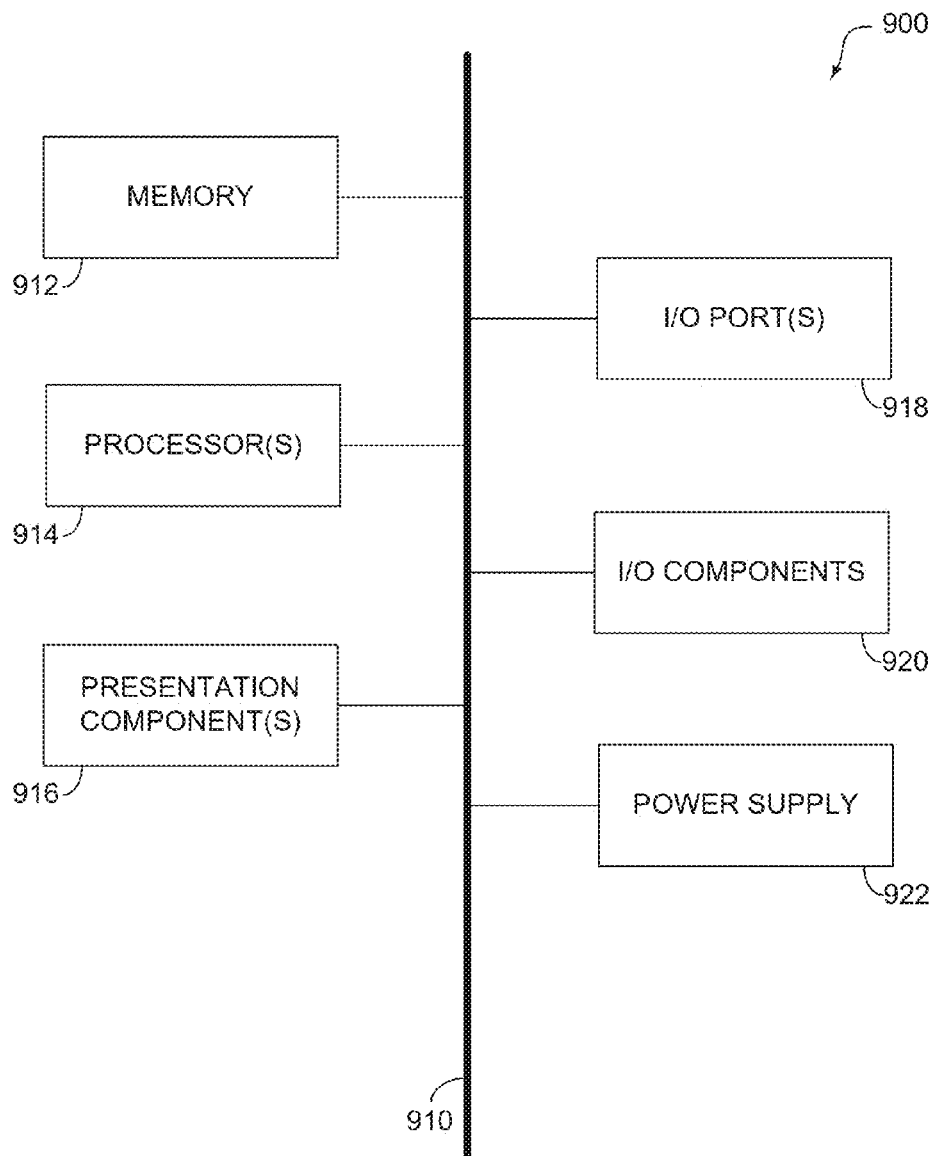 900
MEMORY
912
I/O PORT(S)
918
PROCESSOR(S)
914
I/O COMPONENTS
920
PRESENTATION
COMPONENT(S)
916
POWER SUPPLY
922
910